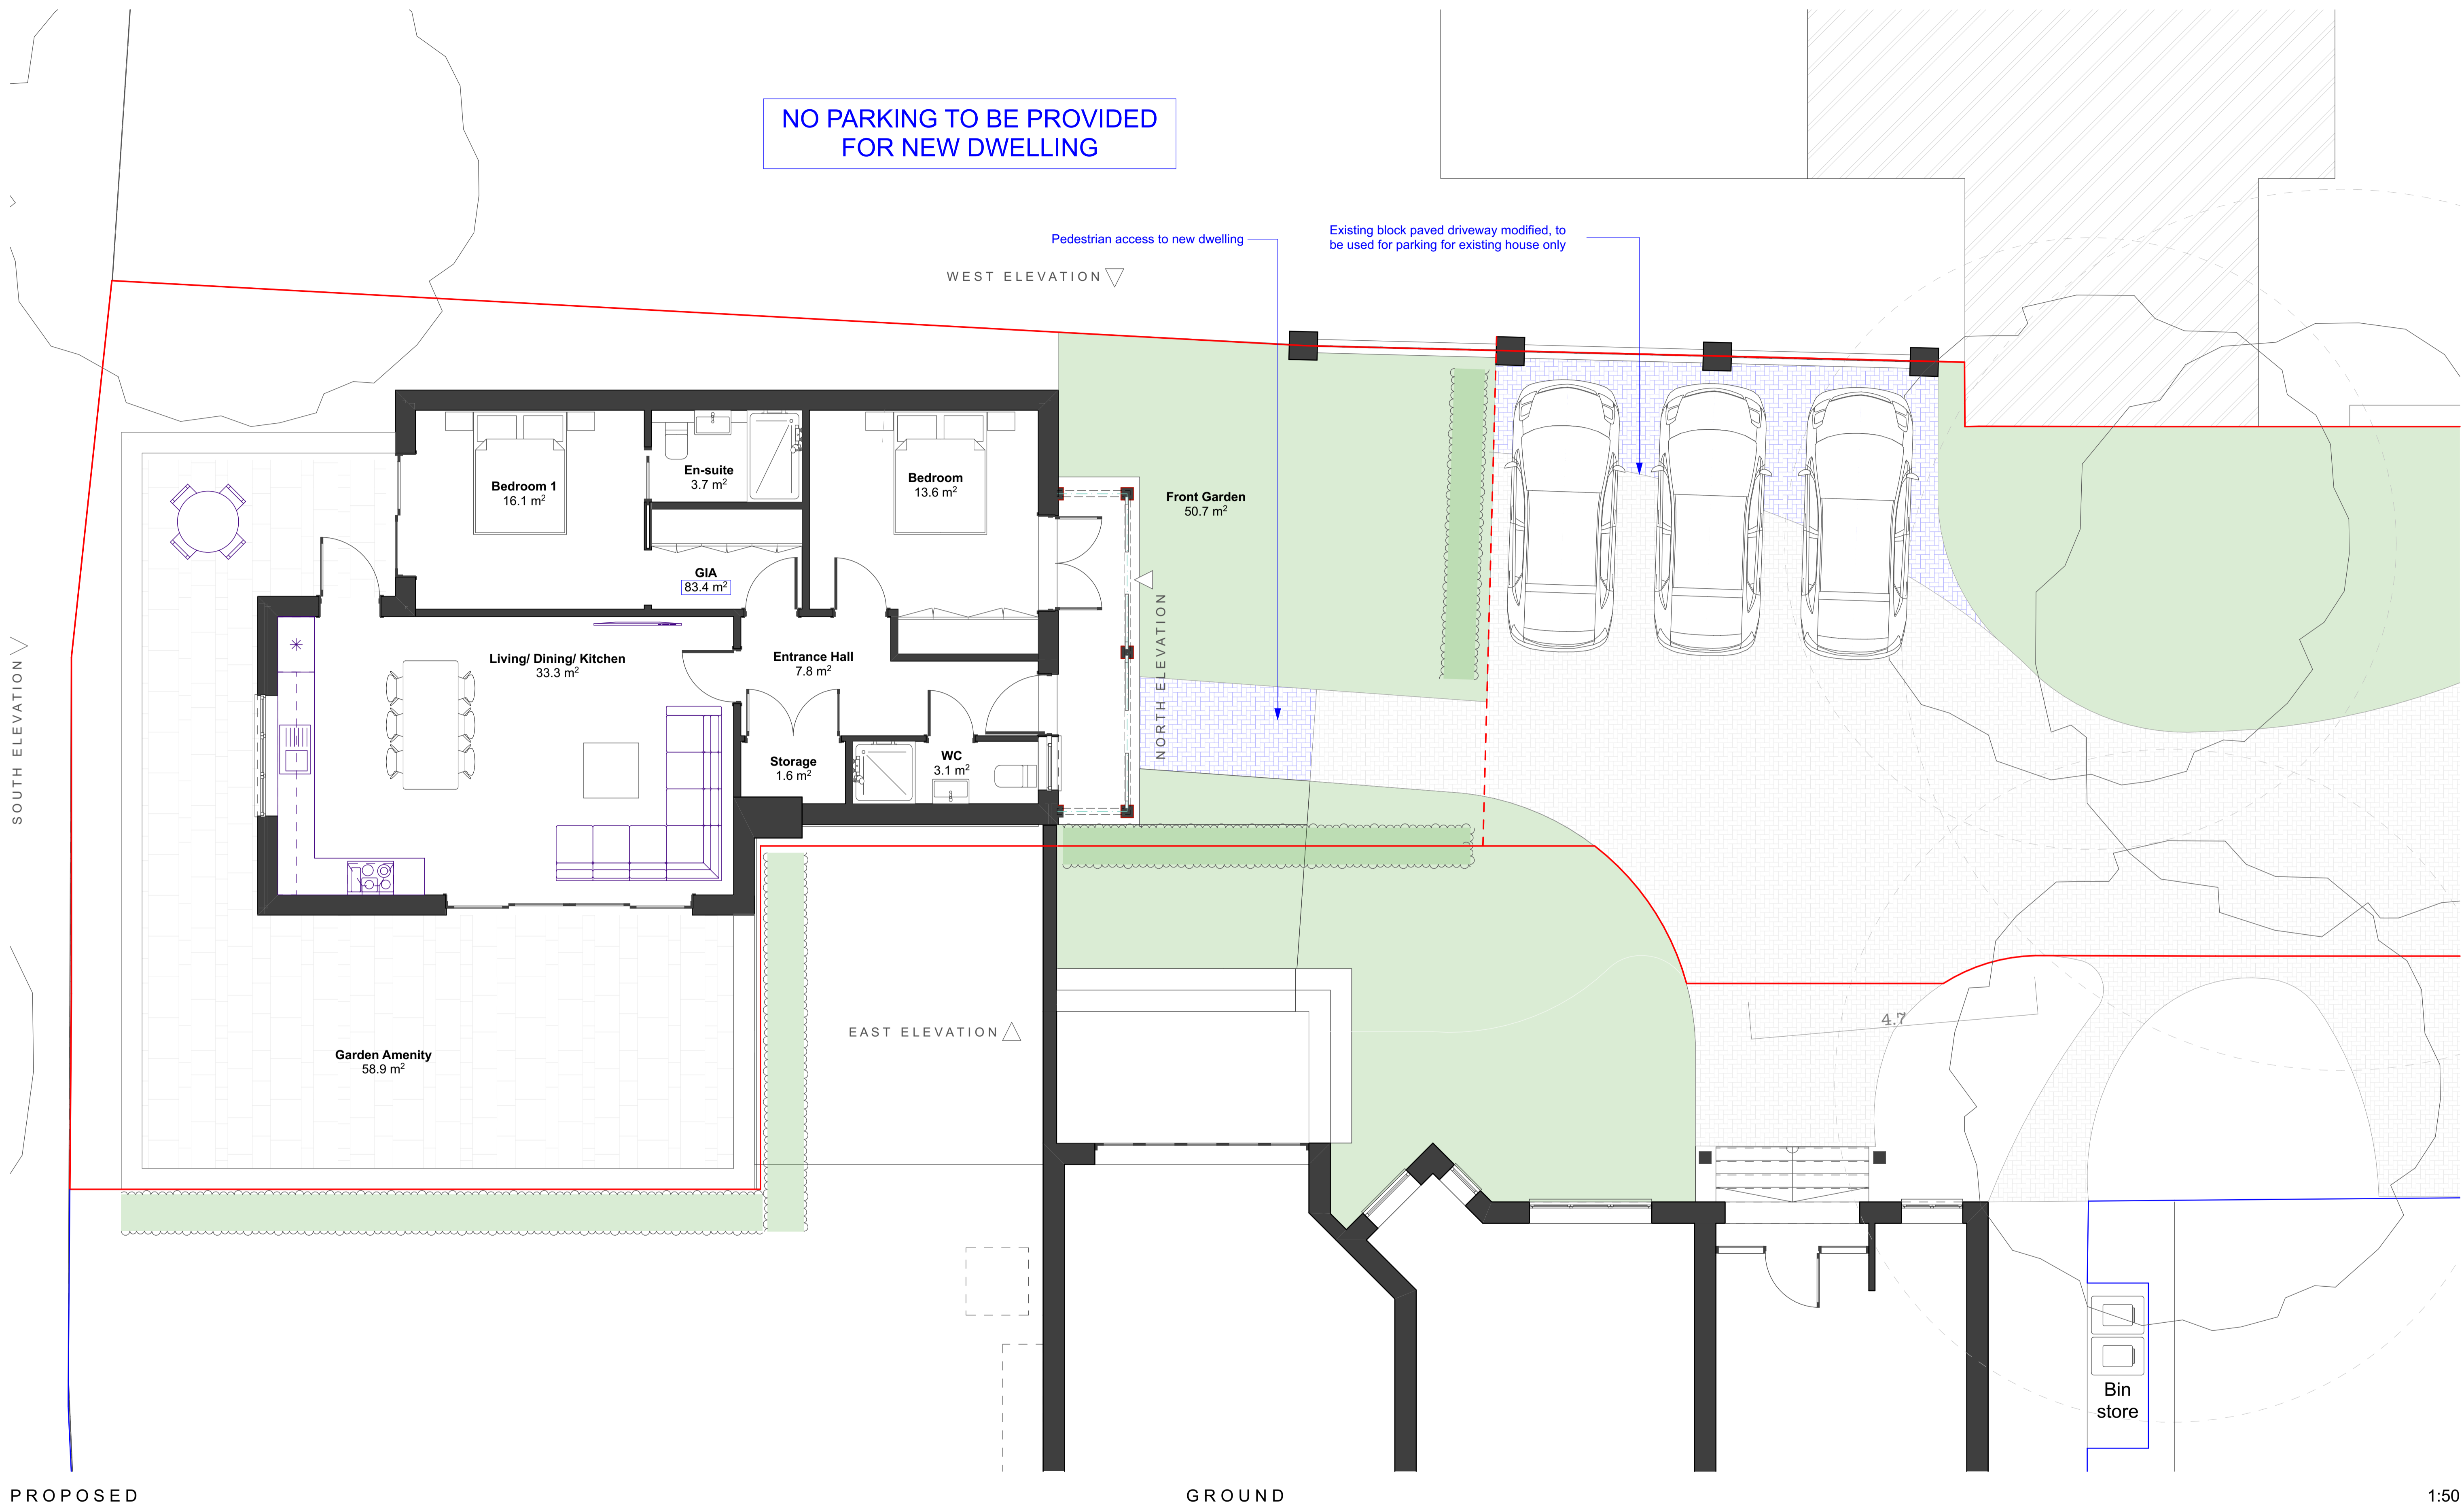 NO PARKING TO BE PROVIDED
FOR NEW DWELLING
Pedestrian access to new dwelling
Existing block paved driveway modified, to
be used for parking for existing house only
WEST ELEVATION
Bedroom 1
16.1 m²
En-suite
3.7 m²
Bedroom
13.6 m²
Front Garden
50.7 m²
GIA
83.4 m²
NORTH ELEVATION
SOUTH ELEVATION
Living/ Dining/ Kitchen
33.3 m²
Entrance Hall
7.8 m²
Storage
1.6 m²
WC
3.1 m²
EAST ELEVATION
4.7
Garden Amenity
58.9 m²
Bin
store
PROPOSED
GROUND
1:50